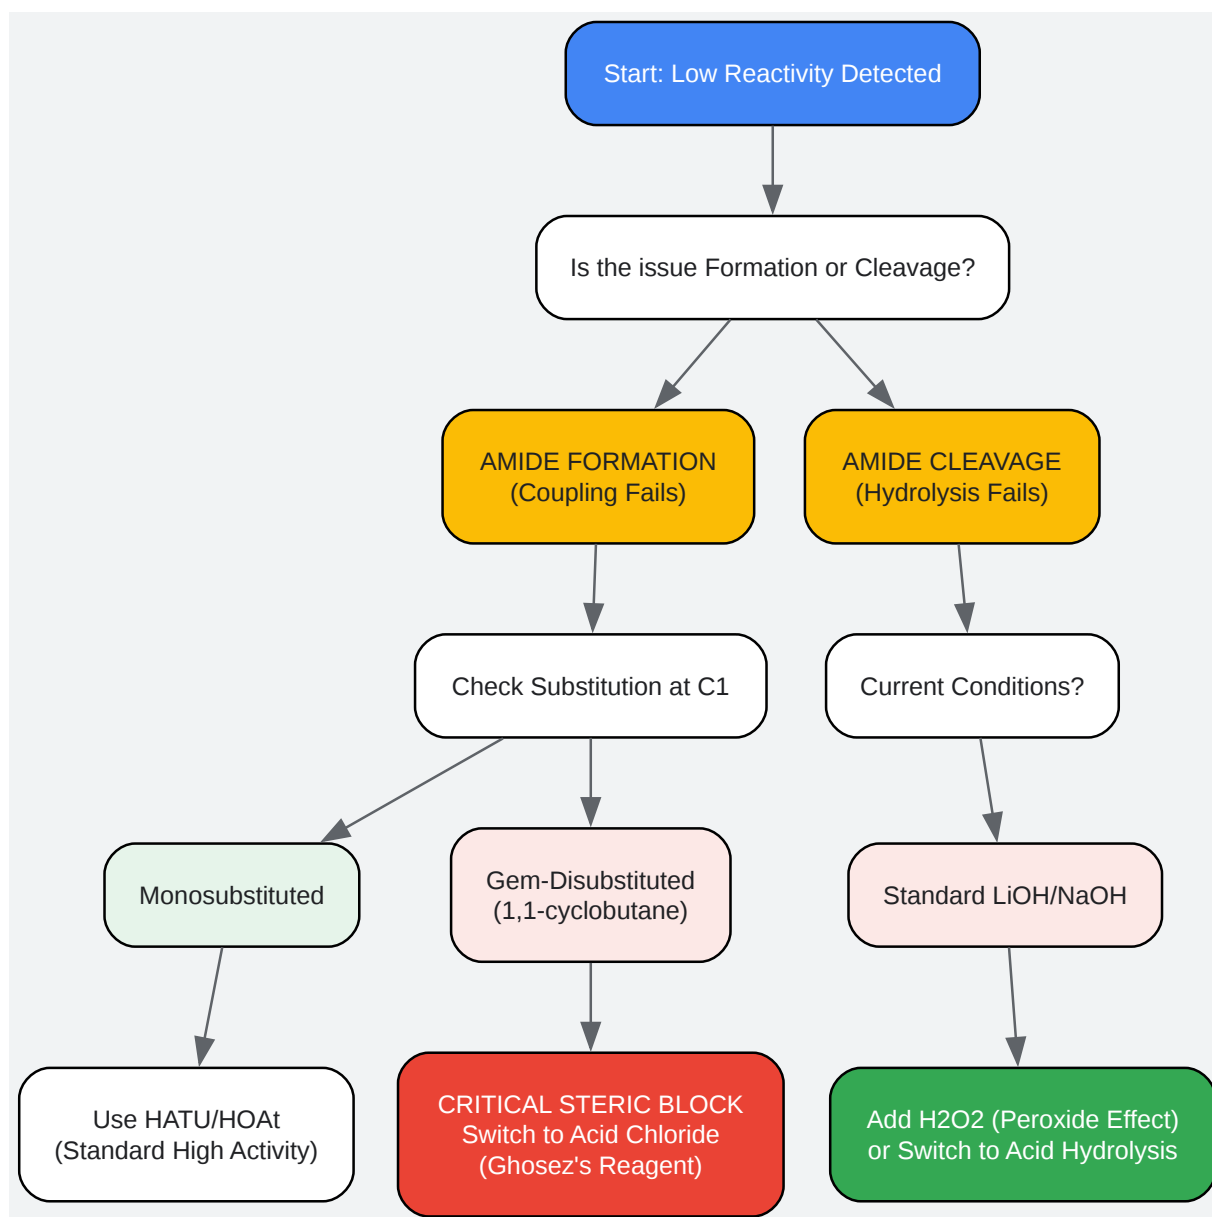 Start: Low Reactivity Detected
Is the issue Formation or Cleavage?
AMIDE FORMATION
(Coupling Fails)
AMIDE CLEAVAGE
(Hydrolysis Fails)
Check Substitution at C1
Current Conditions?
Monosubstituted
Gem-Disubstituted
(1,1-cyclobutane)
Standard LiOH/NaOH
Use HATU/HOAt
(Standard High Activity)
CRITICAL STERIC BLOCK
Switch to Acid Chloride
(Ghosez's Reagent)
Add H2O2 (Peroxide Effect)
or Switch to Acid Hydrolysis